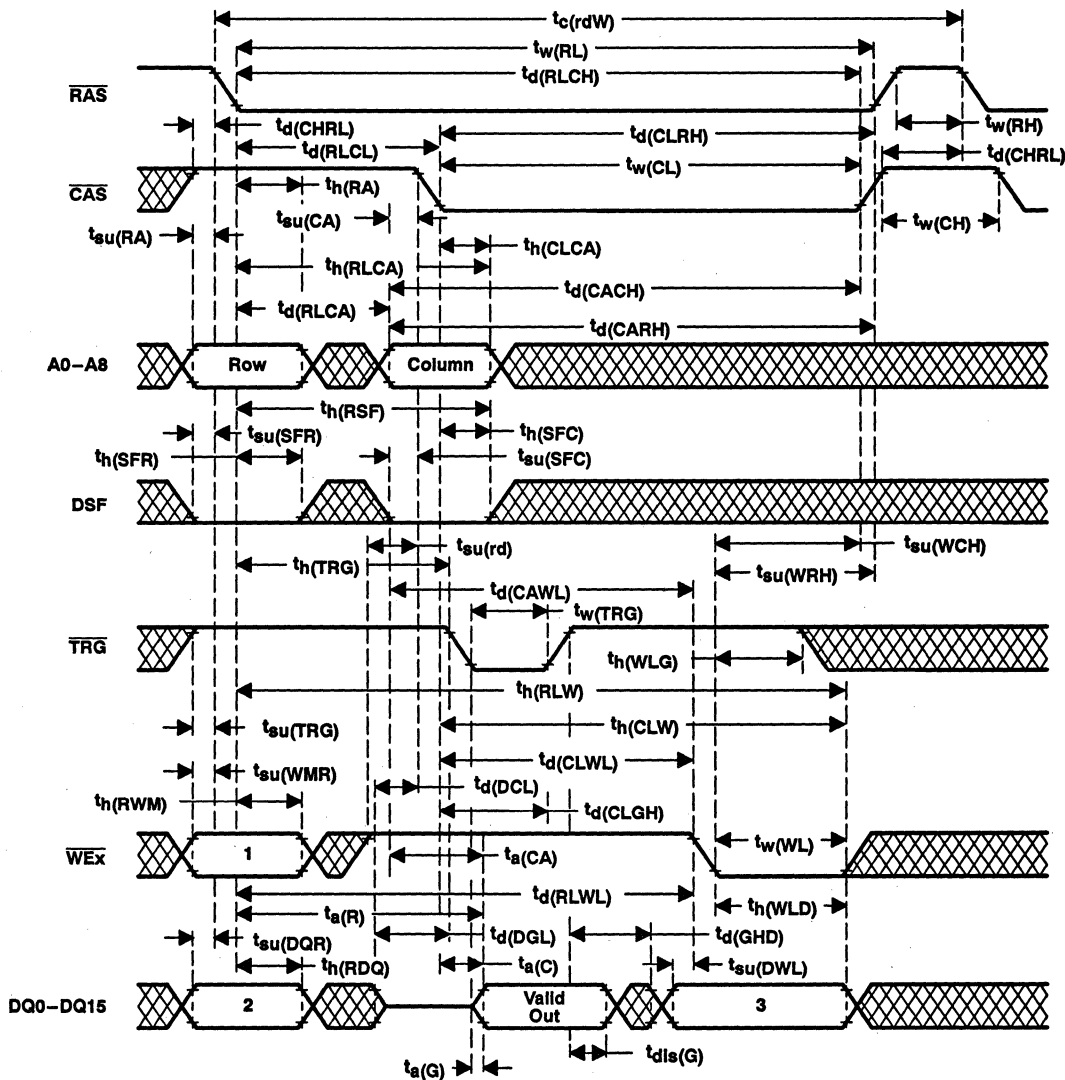 tc(rdW)
tw(RL)
td(RLCH)
RAS
td(CHRL)
td(CLRH)
tw(RH)
td(RLCL)
td(CHRL)
tw(CL)
CAS
th(RA)
tsu(CA)
tw(CH)
tsu(RA)
th(CLCA)
th(RLCA)
td(CACH)
td(RLCA)
td(CARH)
A0–A8
Row
Column
th(RSF)
tsu(SFR)
th(SFC)
th(SFR)
tsu(SFC)
DSF
tsu(rd)
tsu(WCH)
th(TRG)
tsu(WRH)
td(CAWL)
tw(TRG)
TRG
th(WLG)
th(RLW)
tsu(TRG)
th(CLW)
td(CLWL)
tsu(WMR)
td(DCL)
th(RWM)
td(CLGH)
WEx
1
ta(CA)
tw(WL)
td(RLWL)
th(WLD)
ta(R)
tsu(DQR)
td(DGL)
td(GHD)
th(RDQ)
ta(C)
tsu(DWL)
DQ0–DQ15
2
Valid
Out
3
tdis(G)
ta(G)